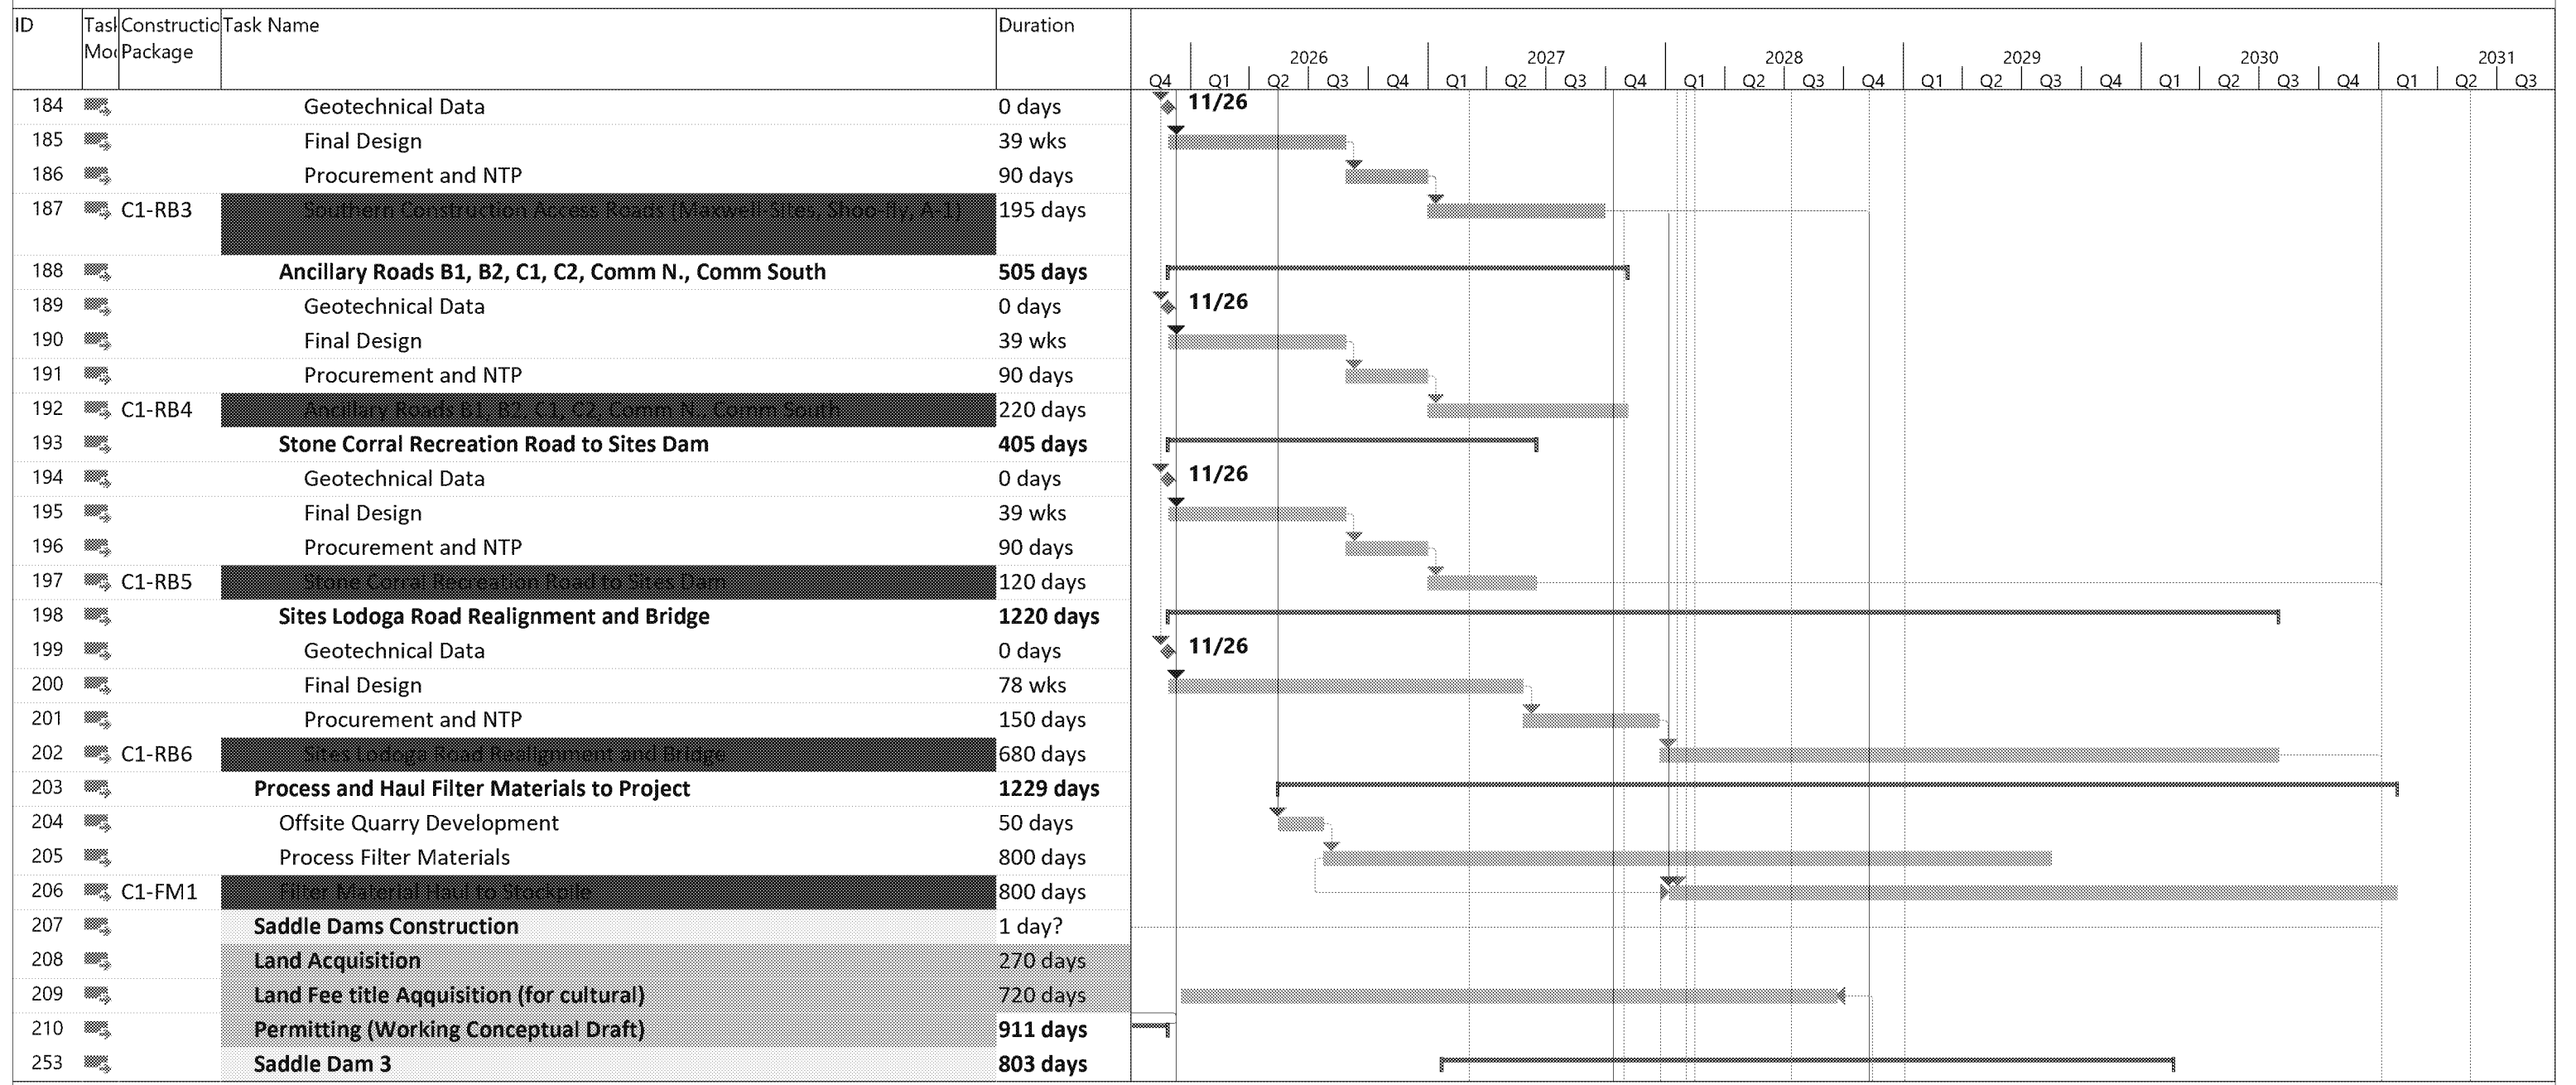 ID Task Mod Constructio Package Task Name Duration
2026 2027 2028 2029 2030 2031
Q4 Q1 Q2 Q3 Q4 Q1 Q2 Q3 Q4 Q1 Q2 Q3 Q4 Q1 Q2 Q3 Q4 Q1 Q2 Q3 Q4 Q1 Q2 Q3
184 Geotechnical Data 0 days 11/26
185 Final Design 39 wks
186 Procurement and NTP 90 days
187 C1-RB3 Southern Construction Access Roads (Maxwell-Sites, Shoo-fly, A-1) 195 days
188 Ancillary Roads B1, B2, C1, C2, Comm N., Comm South 505 days
189 Geotechnical Data 0 days 11/26
190 Final Design 39 wks
191 Procurement and NTP 90 days
192 C1-RB4 Ancillary Roads B1, B2, C1, C2, Comm N., Comm South 220 days
193 Stone Corral Recreation Road to Sites Dam 405 days
194 Geotechnical Data 0 days 11/26
195 Final Design 39 wks
196 Procurement and NTP 90 days
197 C1-RB5 Stone Corral Recreation Road to Sites Dam 120 days
198 Sites Lodoga Road Realignment and Bridge 1220 days
199 Geotechnical Data 0 days 11/26
200 Final Design 78 wks
201 Procurement and NTP 150 days
202 C1-RB6 Sites Lodoga Road Realignment and Bridge 680 days
203 Process and Haul Filter Materials to Project 1229 days
204 Offsite Quarry Development 50 days
205 Process Filter Materials 800 days
206 C1-FM1 Filter Material Haul to Stockpile 800 days
207 Saddle Dams Construction 1 day?
208 Land Acquisition 270 days
209 Land Fee title Aqquisition (for cultural) 720 days
210 Permitting (Working Conceptual Draft) 911 days
253 Saddle Dam 3 803 days